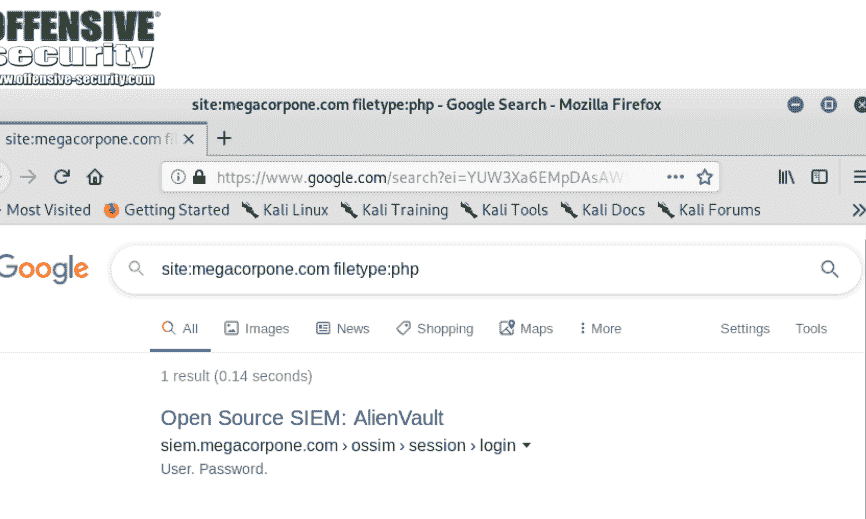 OFFENSIVE
security
www.offensive-security.com
site:megacorpone.com filetype:php - Google Search - Mozilla Firefox
site:megacorpone.com fi
https://www.google.com/search?ei=YUW3Xa6EMpDAsAW
Most Visited Getting Started Kali Linux Kali Training Kali Tools Kali Docs Kali Forums
Google site:megacorpone.com filetype:php
All Images News Shopping Maps More Settings Tools
1 result (0.14 seconds)
Open Source SIEM: AlienVault
siem.megacorpone.com › ossim › session › login
User. Password.